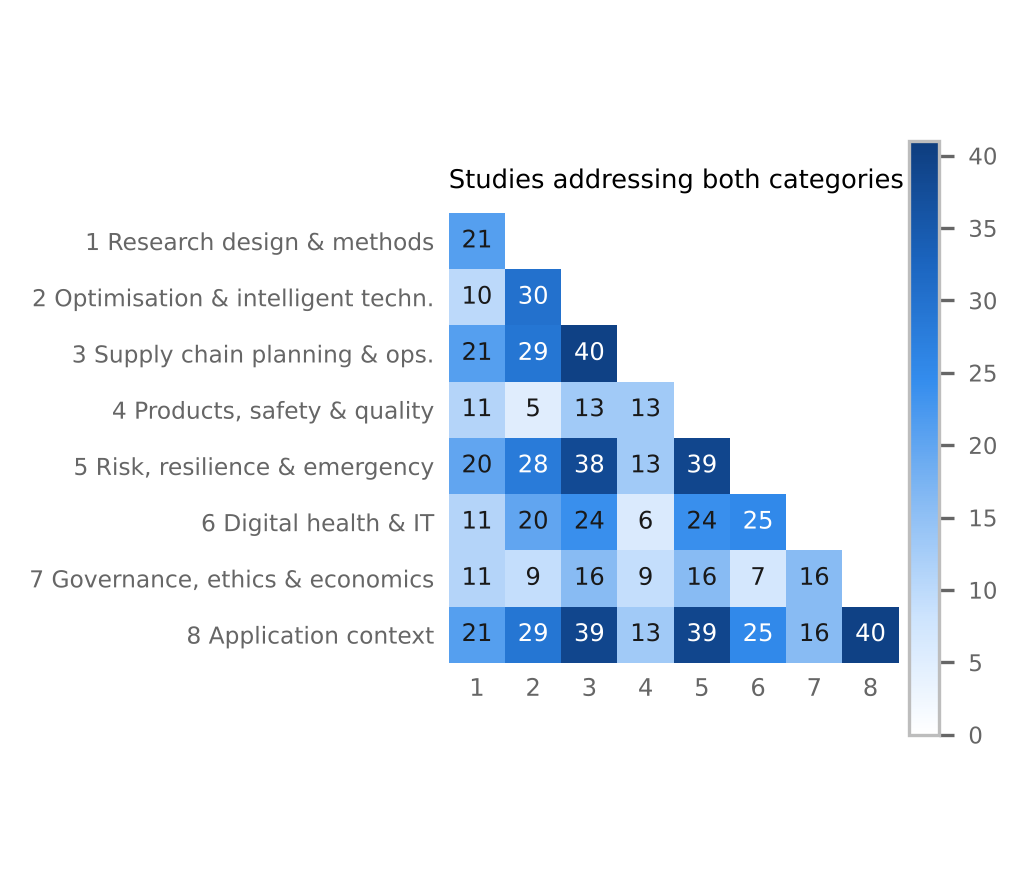 Studies addressing both categories
1 Research design & methods 21
2 Optimisation & intelligent techn. 10 30
3 Supply chain planning & ops. 21 29 40
4 Products, safety & quality 11 5 13 13
5 Risk, resilience & emergency 20 28 38 13 39
6 Digital health & IT 11 20 24 6 24 25
7 Governance, ethics & economics 11 9 16 9 16 7 16
8 Application context 21 29 39 13 39 25 16 40
1 2 3 4 5 6 7 8
40
35
30
25
20
15
10
5
0